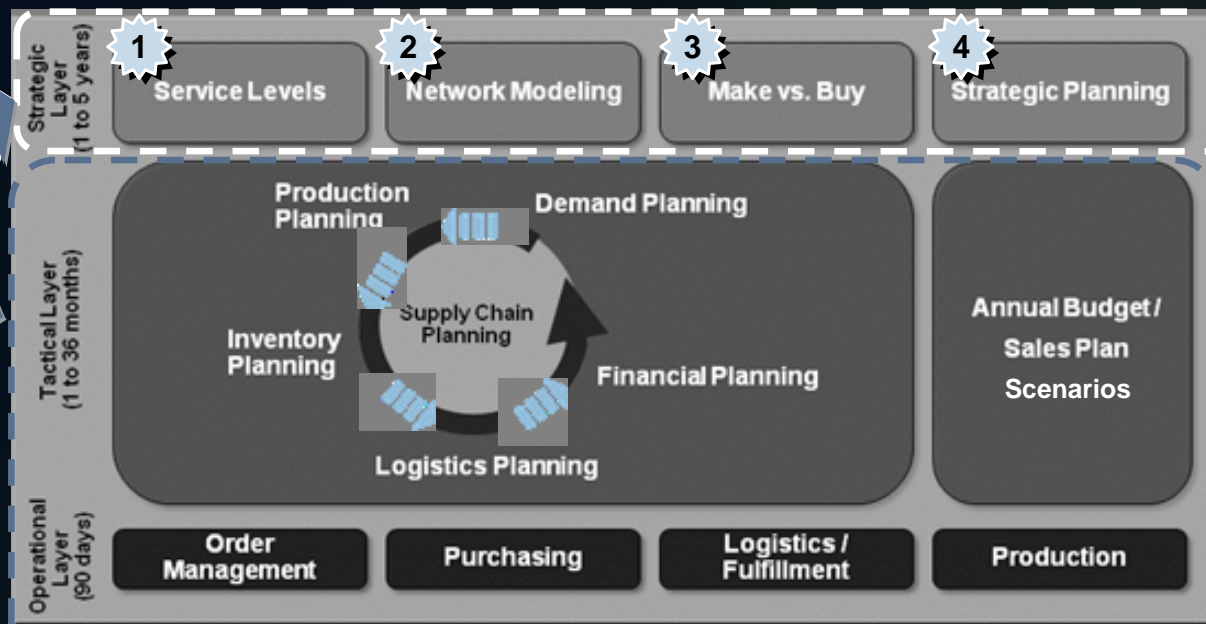 Strategic
Layer
(1 to 5 years)
1
Service Levels
2
Network Modeling
3
Make vs. Buy
4
Strategic Planning
Tactical Layer
(1 to 36 months)
Production
Planning
Demand Planning
Supply Chain
Planning
Inventory
Planning
Financial Planning
Logistics Planning
Annual Budget /
Sales Plan
Scenarios
Operational
Layer
(90 days)
Order
Management
Purchasing
Logistics /
Fulfillment
Production